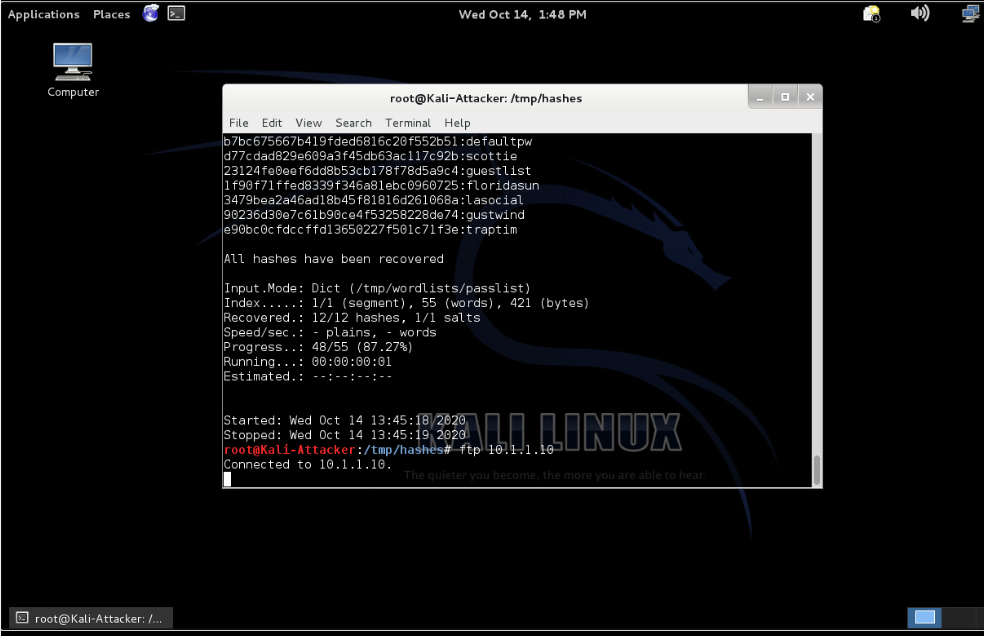 Applications Places
Wed Oct 14, 1:48 PM
Computer
root@Kali-Attacker: /tmp/hashes
File Edit View Search Terminal Help
b7bc675667b419fded6816c20f552b51:defaultpw
d77cdad829e609a3f45db63ac117c92b:scottie
23124fe0eef6dd8b53cb178f78d5a9c4:guestlist
1f90f71ffed8339f346a81ebc0960725:floridasun
3479bea2a46ad18b45f81816d261068a:lasocial
90236d30e7c61b90ce4f53258228de74:gustwind
e90bc0cfdccffd13650227f501c71f3e:traptim
All hashes have been recovered
Input.Mode: Dict (/tmp/wordlists/passlist)
Index.....: 1/1 (segment), 55 (words), 421 (bytes)
Recovered.: 12/12 hashes, 1/1 salts
Speed/sec.: - plains, - words
Progress..: 48/55 (87.27%)
Running...: 00:00:00:01
Estimated.: --:--:--:--
Started: Wed Oct 14 13:45:18 2020
Stopped: Wed Oct 14 13:45:19 2020
KALI LINUX
root@Kali-Attacker:/tmp/hashes# ftp 10.1.1.10
Connected to 10.1.1.10.
The quieter you become, the more you are able to hear.
root@Kali-Attacker: /...